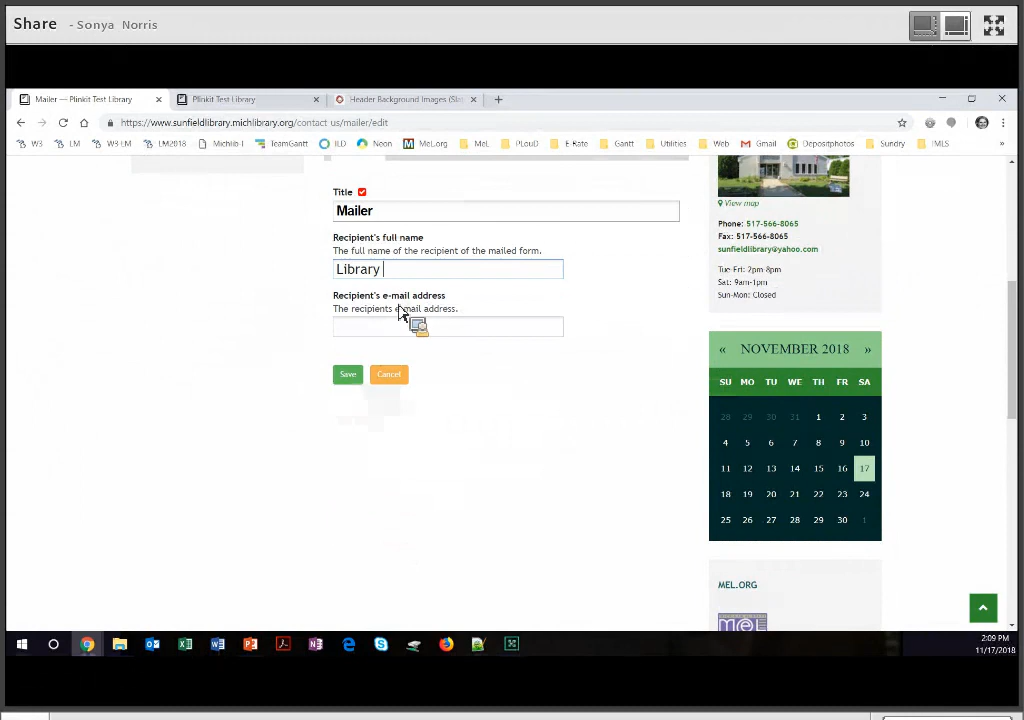 Share - Sonya Norris
Mailer — Plinkit Test Library
Plinkit Test Library
https://www.sunfieldlibrary.michlibrary.org/contact-us/mailer/edit
W3 LM W3 LM LM2018 Michlib-l TeamGantt ILD Neon MeLorg MeL PLouD E-Rate Gantt Utilities Web Gmail Depositphotos Sundry IMLS »
Title
Mailer
Recipient's full name
The full name of the recipient of the mailed form.
Library
Recipient's e-mail address
The recipients e-mail address.
Save Cancel
View map
Phone: 517-566-8065
Fax: 517-566-8065
sunfieldlibrary@yahoo.com
Tue-Fri: 2pm-8pm
Sat: 9am-1pm
Sun-Mon: Closed
« NOVEMBER 2018 »
SU MO TU WE TH FR SA
28 29 30 31 1 2 3
4 5 6 7 8 9 10
11 12 13 14 15 16 17
18 19 20 21 22 23 24
25 26 27 28 29 30 1
MEL.ORG
MeL
2:09 PM
11/17/2018